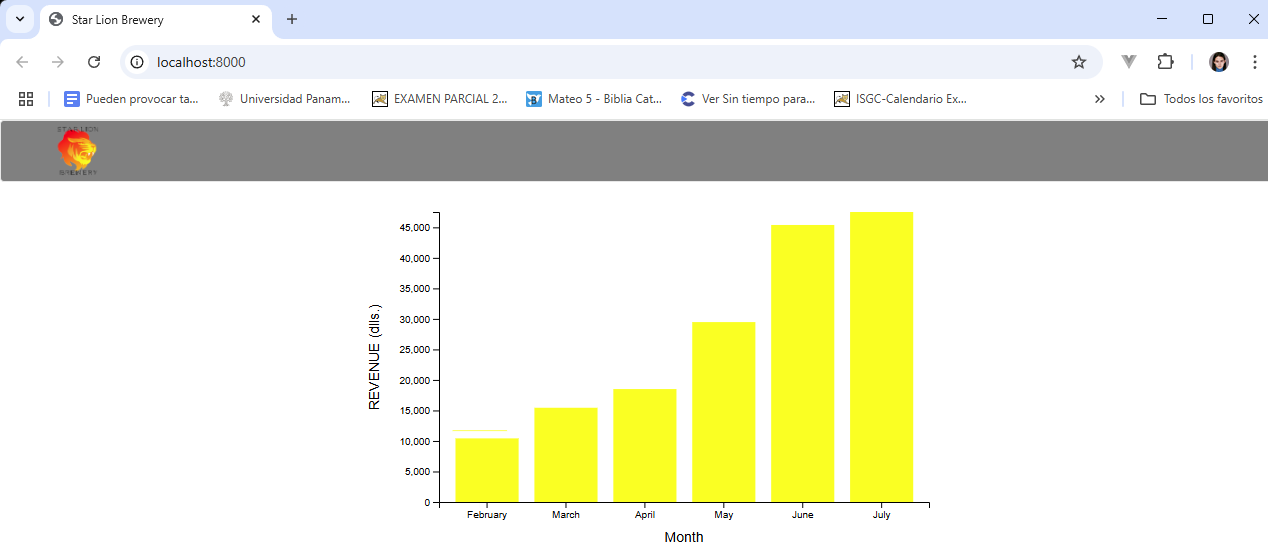 Star Lion Brewery
localhost:8000
Pueden provocar ta...
Universidad Panam...
EXAMEN PARCIAL 2...
Mateo 5 - Biblia Cat...
Ver Sin tiempo para...
ISGC-Calendario Ex...
Todos los favoritos
STAR LION
BREWERY
45,000
40,000
35,000
30,000
25,000
20,000
15,000
10,000
5,000
0
REVENUE (dlls.)
February March April May June July
Month